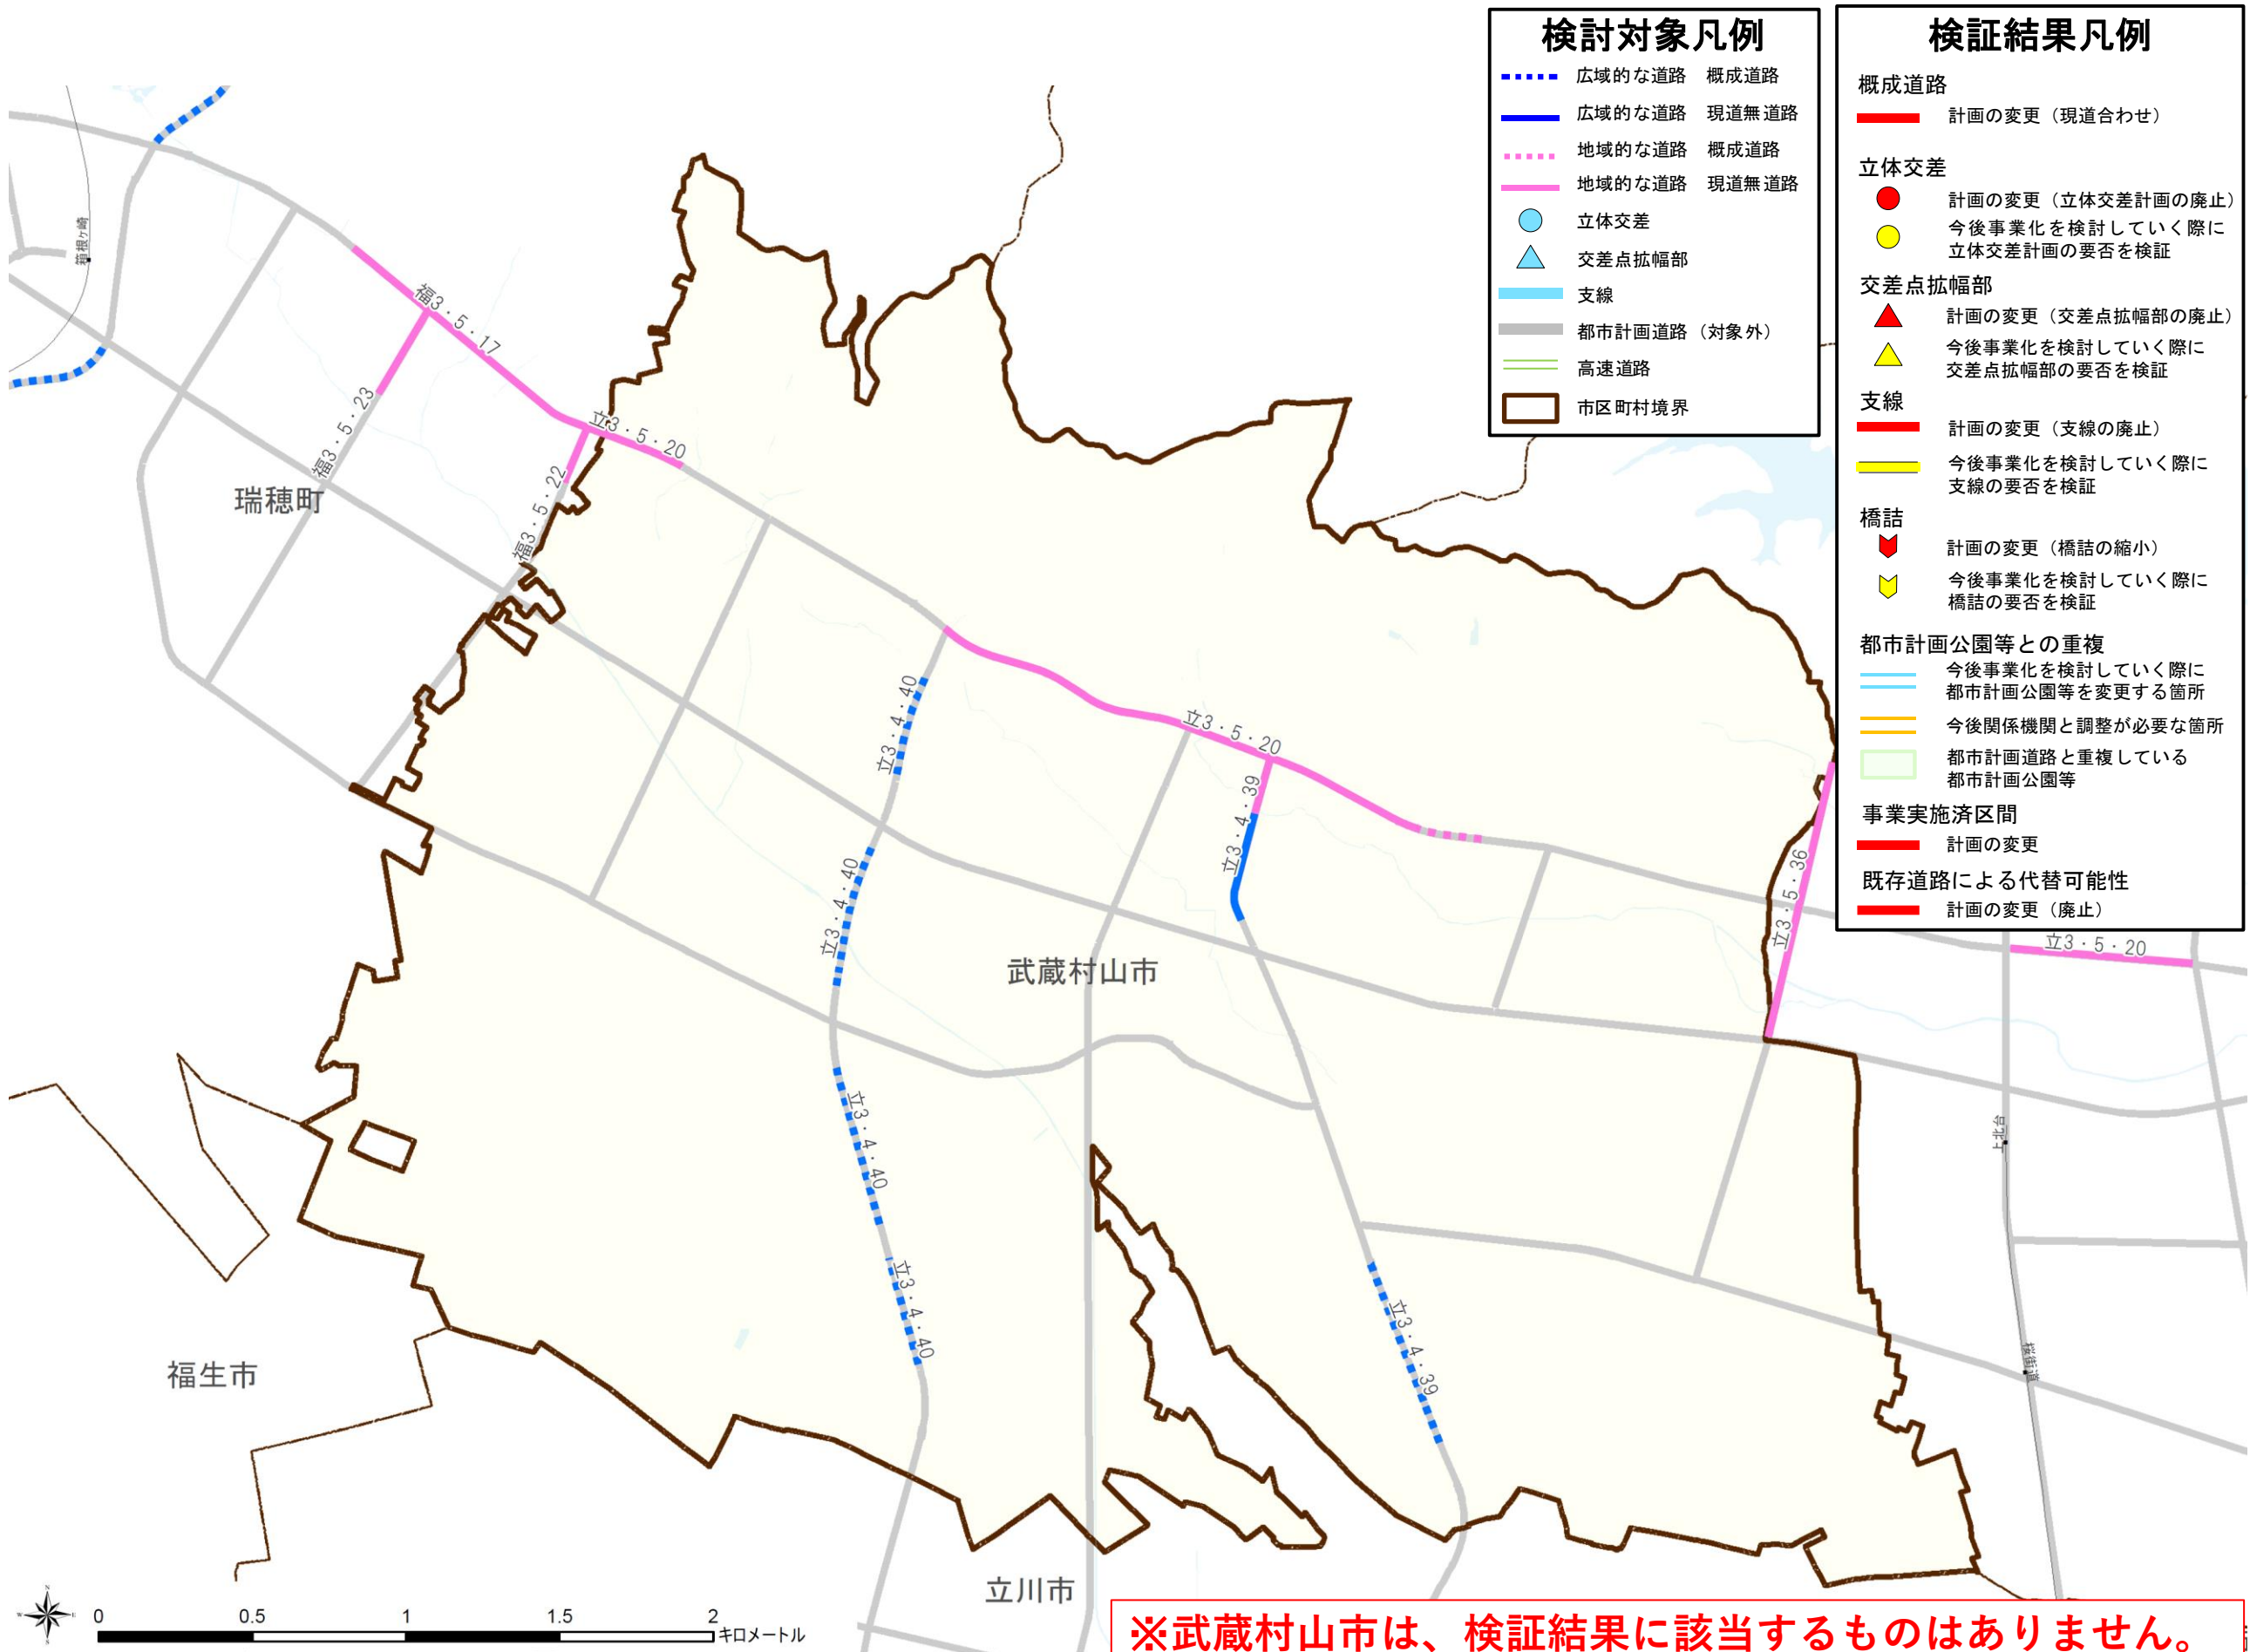 検討対象凡例
広域的な道路 概成道路
広域的な道路 現道無道路
地域的な道路 概成道路
地域的な道路 現道無道路
立体交差
交差点拡幅部
支線
都市計画道路（対象外）
高速道路
市区町村境界
検証結果凡例
概成道路
計画の変更（現道合わせ）
立体交差
計画の変更（立体交差計画の廃止）
今後事業化を検討していく際に
立体交差計画の要否を検証
交差点拡幅部
計画の変更（交差点拡幅部の廃止）
今後事業化を検討していく際に
交差点拡幅部の要否を検証
支線
計画の変更（支線の廃止）
今後事業化を検討していく際に
支線の要否を検証
橋詰
計画の変更（橋詰の縮小）
今後事業化を検討していく際に
橋詰の要否を検証
都市計画公園等との重複
今後事業化を検討していく際に
都市計画公園等を変更する箇所
今後関係機関と調整が必要な箇所
都市計画道路と重複している
都市計画公園等
事業実施済区間
計画の変更
既存道路による代替可能性
計画の変更（廃止）
箱根ヶ崎
福3・5・17
福3・5・23
立3・5・20
福3・5・22
瑞穂町
立3・4・40
立3・5・20
立3・4・39
立3・4・40
立3・5・36
立3・5・20
武蔵村山市
立3・4・40
上北台
立3・4・40
立3・4・39
桜街道
福生市
立川市
N
W
E
S
0
0.5
1
1.5
2
キロメートル
※武蔵村山市は、検証結果に該当するものはありません。